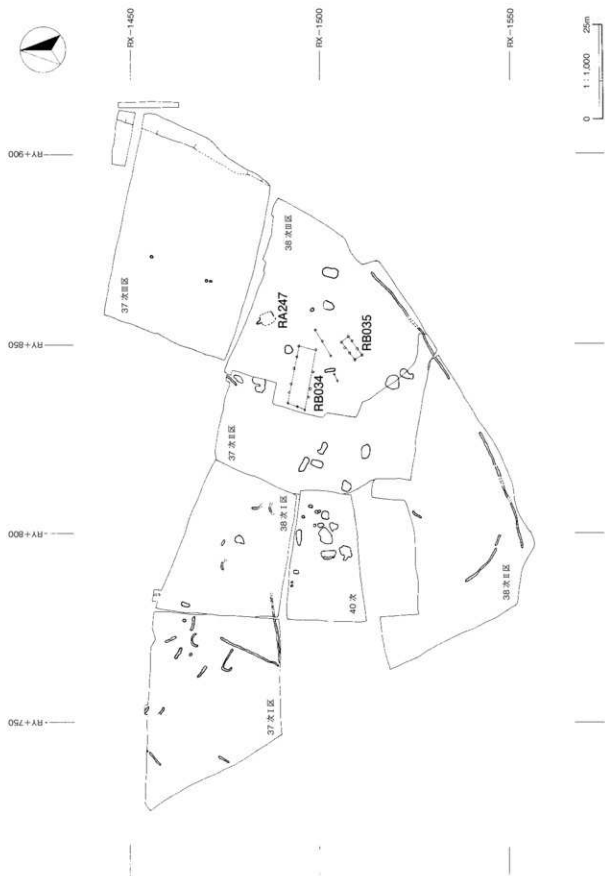 RX-1450
RX-1500
RX-1550
0 1:1,000 25m
RY+900
RY+850
RY+800
RY+750
37次Ⅲ区
38次Ⅲ区
RA247
RB034
RB035
37次Ⅱ区
38次Ⅰ区
40次
38次Ⅱ区
37次Ⅰ区